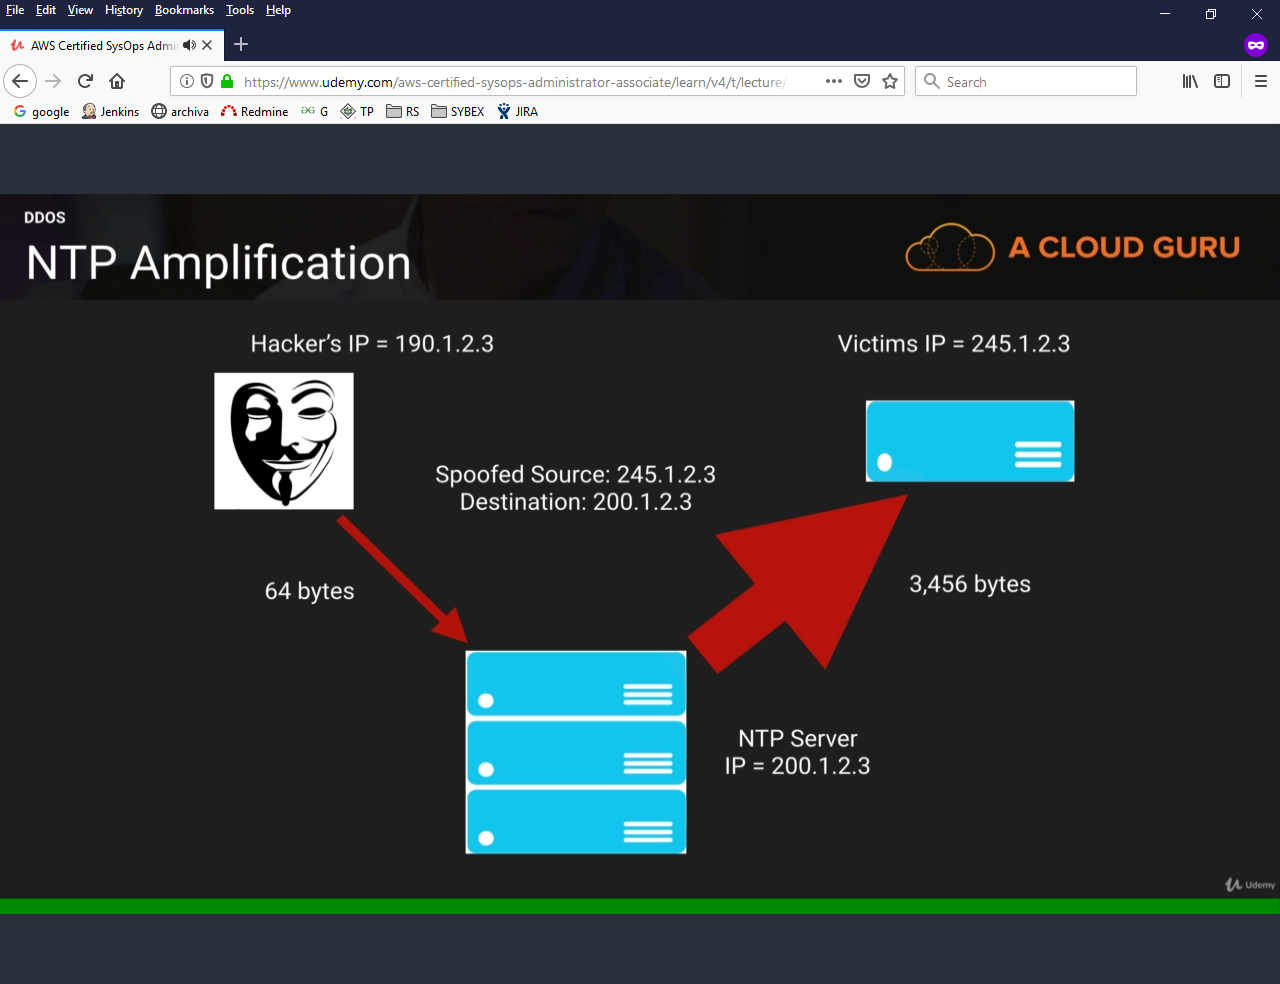 File Edit View History Bookmarks Tools Help
AWS Certified SysOps Admi
https://www.udemy.com/aws-certified-sysops-administrator-associate/learn/v4/t/lecture/
Search
google Jenkins archiva Redmine G TP RS SYBEX JIRA
DDOS
NTP Amplification
A CLOUD GURU
Hacker's IP = 190.1.2.3
Victims IP = 245.1.2.3
Spoofed Source: 245.1.2.3
Destination: 200.1.2.3
64 bytes
3,456 bytes
NTP Server
IP = 200.1.2.3
Udemy